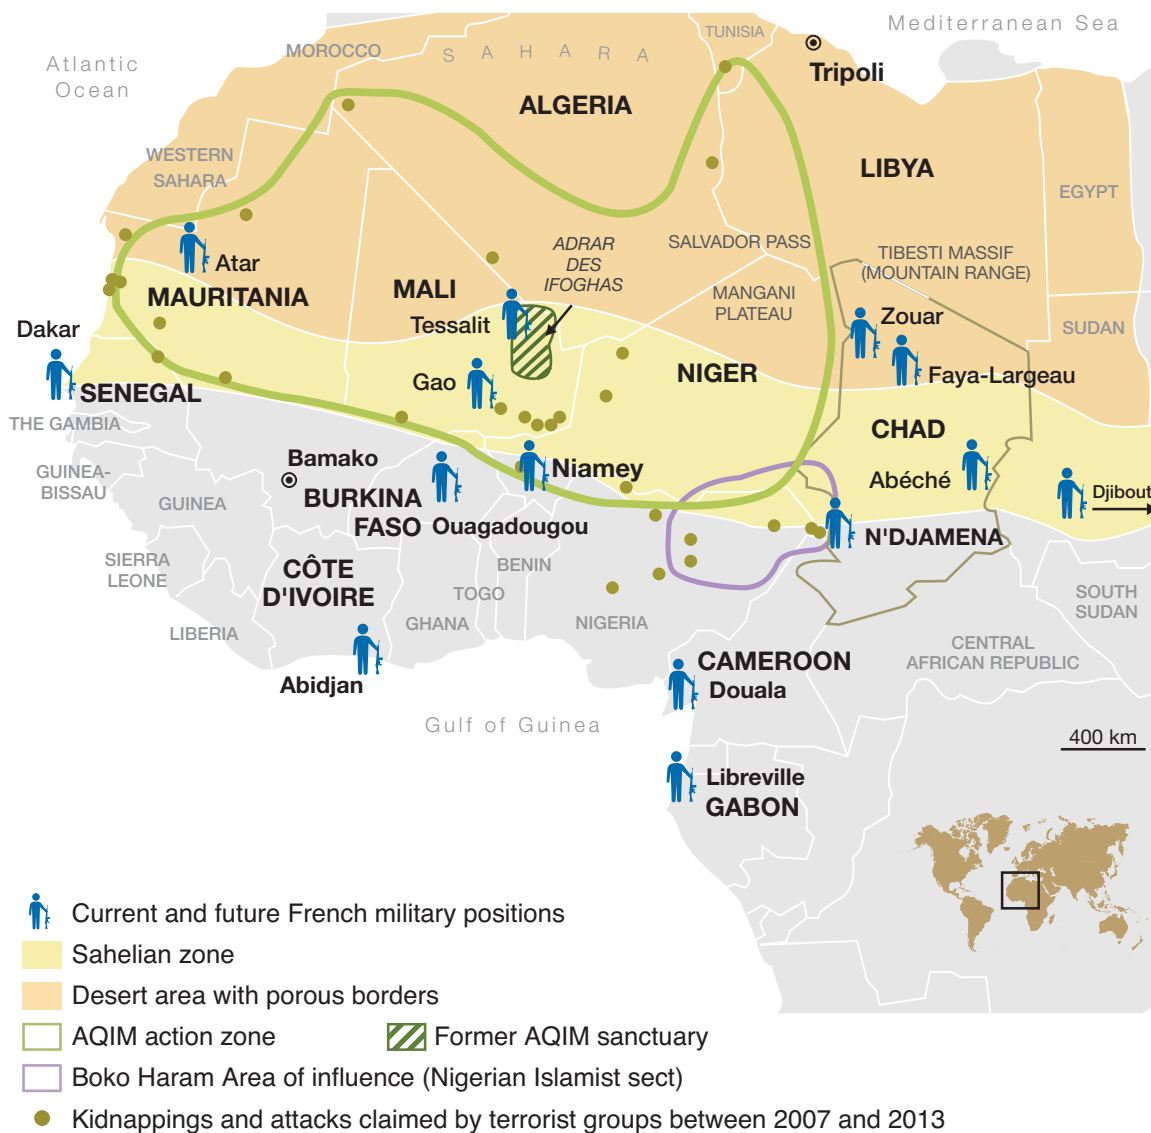 Mediterranean Sea
TUNISIA
MOROCCO
SAHARA
Atlantic
Ocean
Tripoli
ALGERIA
WESTERN
SAHARA
LIBYA
EGYPT
ADRAR
DES
IFOGHAS
SALVADOR PASS
TIBESTI MASSIF
(MOUNTAIN RANGE)
Atar
MAURITANIA
MALI
MANGANI
PLATEAU
Tessalit
Zouar
SUDAN
Dakar
Gao
NIGER
Faya-Largeau
SENEGAL
THE GAMBIA
CHAD
Bamako
Niamey
Abéché
GUINEA-
BISSAU
GUINEA
BURKINA
FASO
Ouagadougou
Djibouti
N'DJAMENA
SIERRA
LEONE
CÔTE
D'IVOIRE
BENIN
TOGO
GHANA
NIGERIA
SOUTH
SUDAN
LIBERIA
CENTRAL
AFRICAN REPUBLIC
Abidjan
CAMEROON
Douala
Gulf of Guinea
400 km
Libreville
GABON
Current and future French military positions
Sahelian zone
Desert area with porous borders
AQIM action zone
Former AQIM sanctuary
Boko Haram Area of influence (Nigerian Islamist sect)
Kidnappings and attacks claimed by terrorist groups between 2007 and 2013